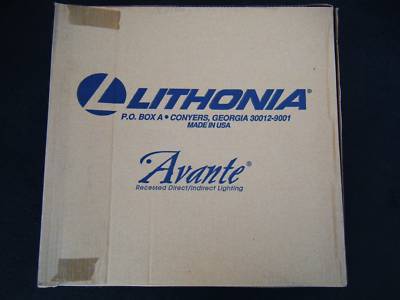 LITHONIA®
P.O. BOX A • CONYERS, GEORGIA 30012-9001
MADE IN USA
Avante®
Recessed Direct/Indirect Lighting